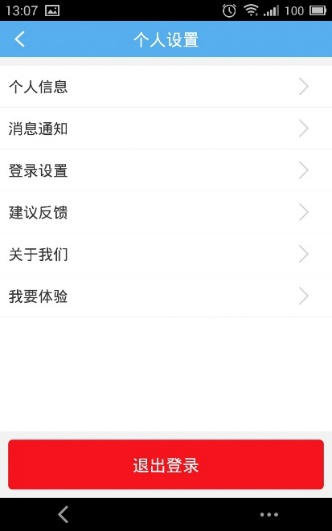 13:07
100
个人设置
个人信息
消息通知
登录设置
建议反馈
关于我们
我要体验
退出登录